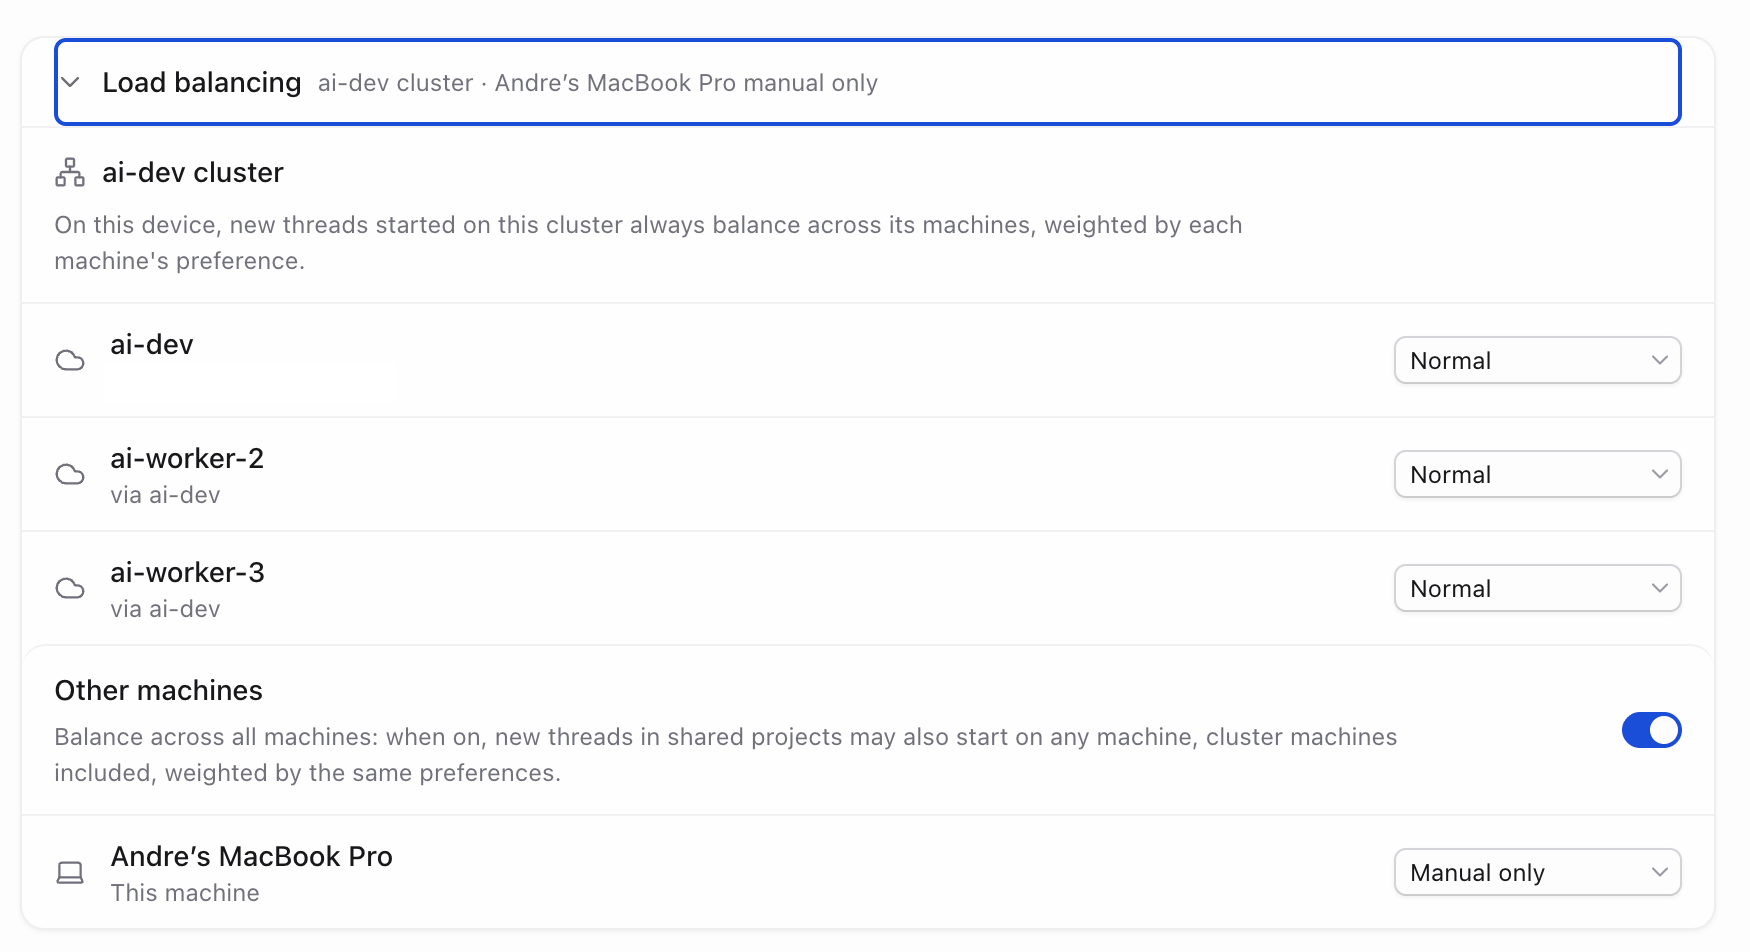 Load balancing ai-dev cluster · Andre’s MacBook Pro manual only
ai-dev cluster
On this device, new threads started on this cluster always balance across its machines, weighted by each
machine's preference.
ai-dev
Normal
ai-worker-2
via ai-dev
Normal
ai-worker-3
via ai-dev
Normal
Other machines
Balance across all machines: when on, new threads in shared projects may also start on any machine, cluster machines
included, weighted by the same preferences.
Andre’s MacBook Pro
This machine
Manual only